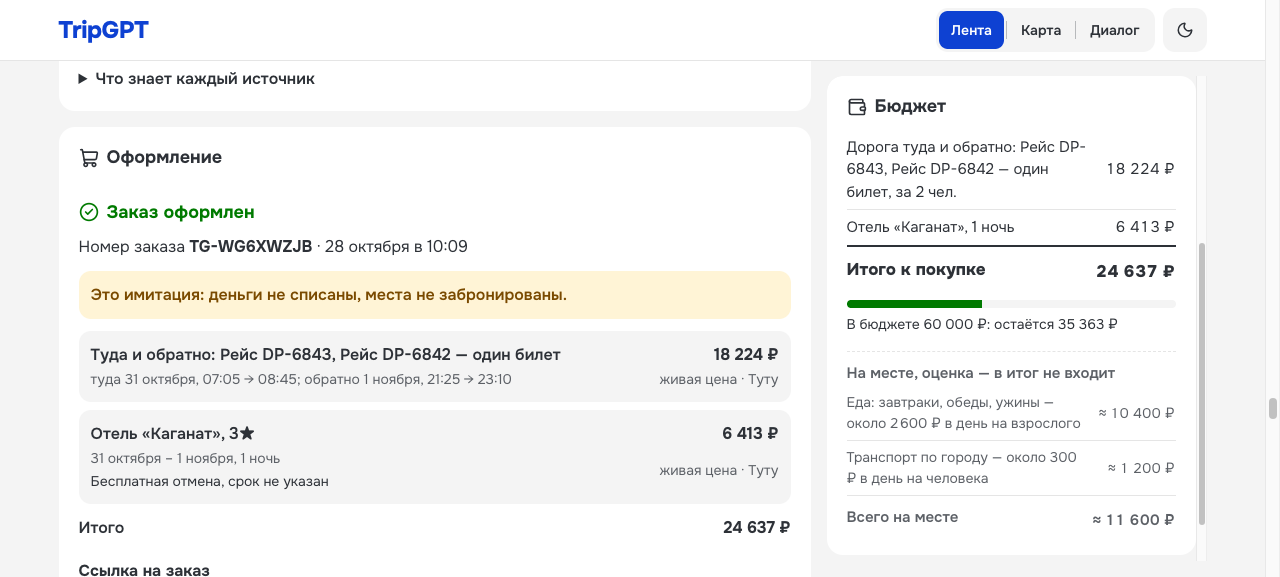 TripGPT
Лента
Карта
Диалог
Что знает каждый источник
Оформление
Заказ оформлен
Номер заказа TG-WG6XWZJB · 28 октября в 10:09
Это имитация: деньги не списаны, места не забронированы.
Туда и обратно: Рейс DP-6843, Рейс DP-6842 — один билет
18 224 ₽
туда 31 октября, 07:05 → 08:45; обратно 1 ноября, 21:25 → 23:10
живая цена · Туту
Отель «Каганат», 3★
6 413 ₽
31 октября – 1 ноября, 1 ночь
живая цена · Туту
Бесплатная отмена, срок не указан
Итого
24 637 ₽
Ссылка на заказ
Бюджет
Дорога туда и обратно: Рейс DP-
6843, Рейс DP-6842 — один
билет, за 2 чел.
18 224 ₽
Отель «Каганат», 1 ночь
6 413 ₽
Итого к покупке
24 637 ₽
В бюджете 60 000 ₽: остаётся 35 363 ₽
На месте, оценка — в итог не входит
Еда: завтраки, обеды, ужины —
около 2 600 ₽ в день на взрослого
≈ 10 400 ₽
Транспорт по городу — около 300
₽ в день на человека
≈ 1 200 ₽
Всего на месте
≈ 11 600 ₽